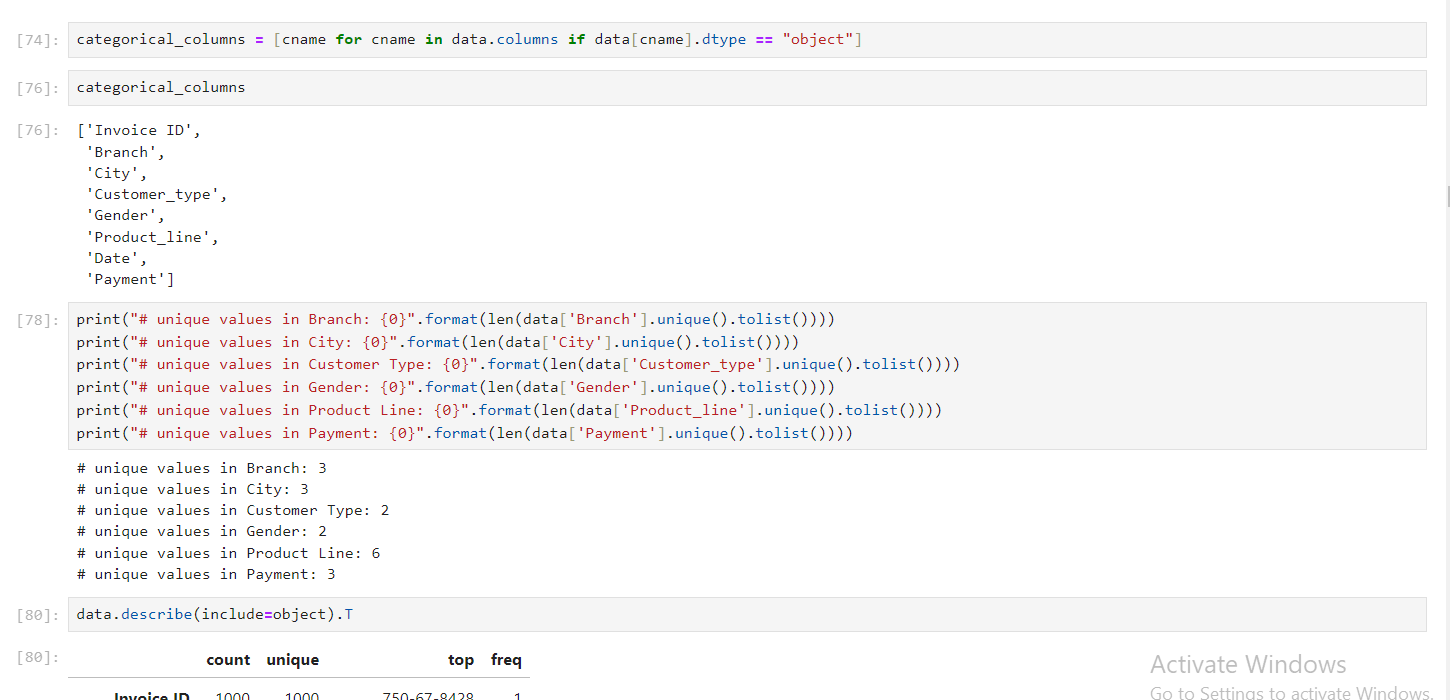 [74]: categorical_columns = [cname for cname in data.columns if data[cname].dtype == "object"]
[76]: categorical_columns
[76]: ['Invoice ID',
'Branch',
'City',
'Customer_type',
'Gender',
'Product_line',
'Date',
'Payment']
[78]: print("# unique values in Branch: {0}".format(len(data['Branch'].unique().tolist())))
print("# unique values in City: {0}".format(len(data['City'].unique().tolist())))
print("# unique values in Customer Type: {0}".format(len(data['Customer_type'].unique().tolist())))
print("# unique values in Gender: {0}".format(len(data['Gender'].unique().tolist())))
print("# unique values in Product Line: {0}".format(len(data['Product_line'].unique().tolist())))
print("# unique values in Payment: {0}".format(len(data['Payment'].unique().tolist())))
# unique values in Branch: 3
# unique values in City: 3
# unique values in Customer Type: 2
# unique values in Gender: 2
# unique values in Product Line: 6
# unique values in Payment: 3
[80]: data.describe(include=object).T
[80]: count unique top freq
Invoice ID 1000 1000 750-67-8428 1
Activate Windows
Go to Settings to activate Windows.